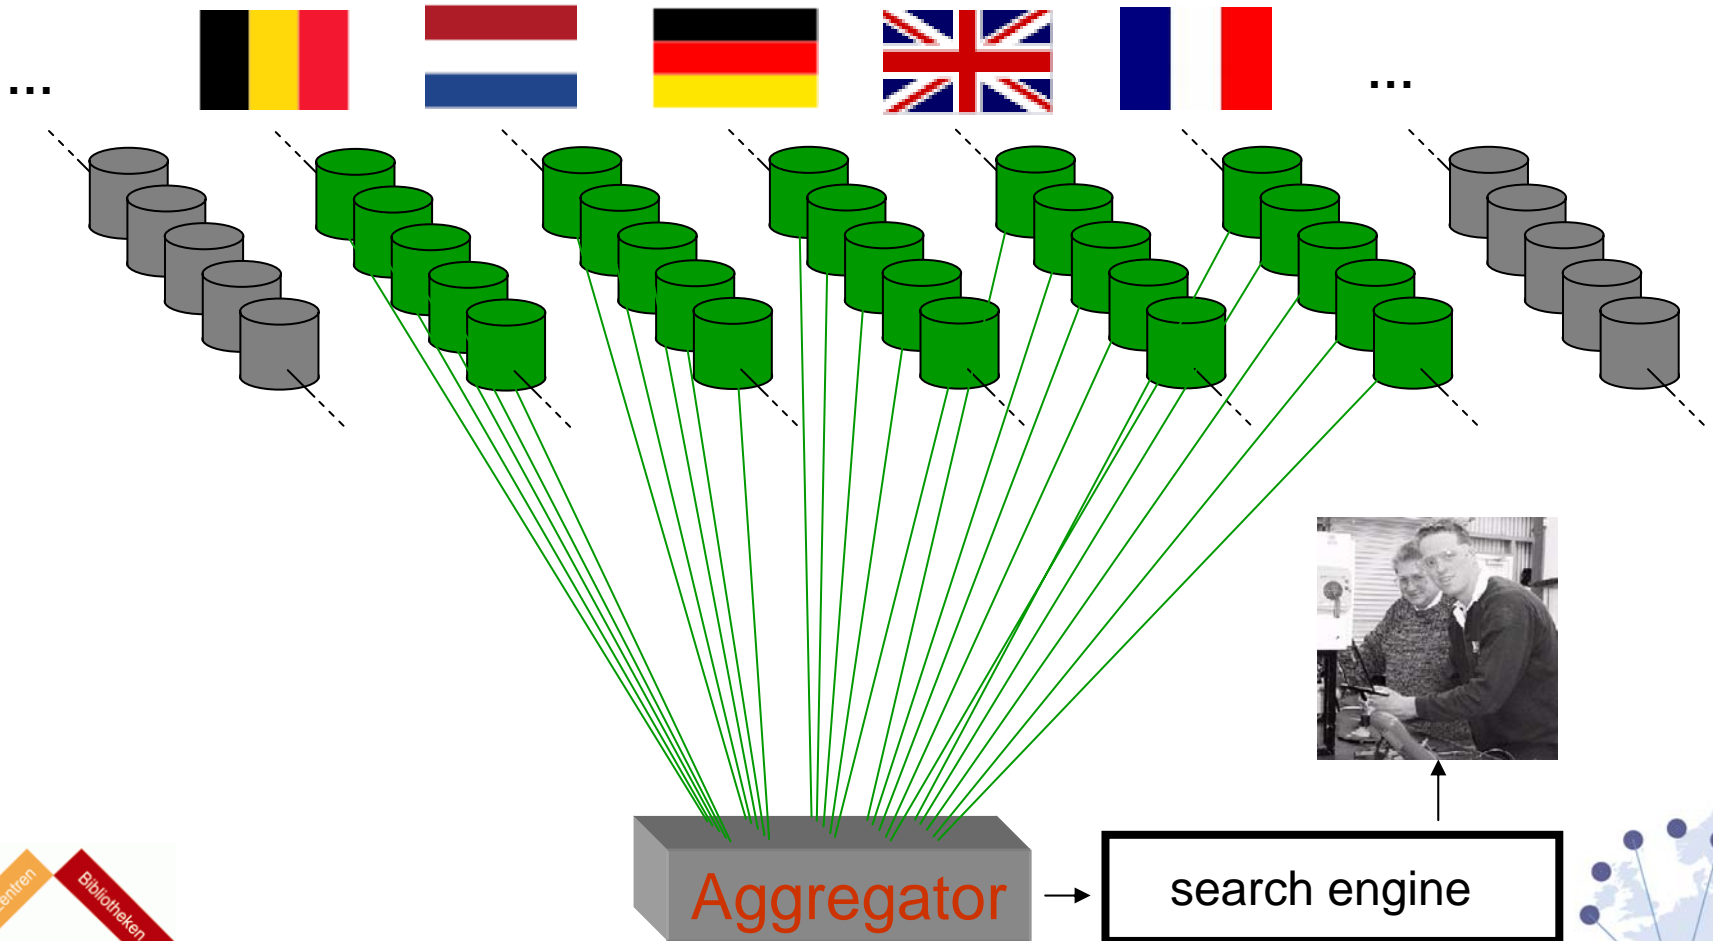 ... ...
Aggregator
search engine
Bibliotheken